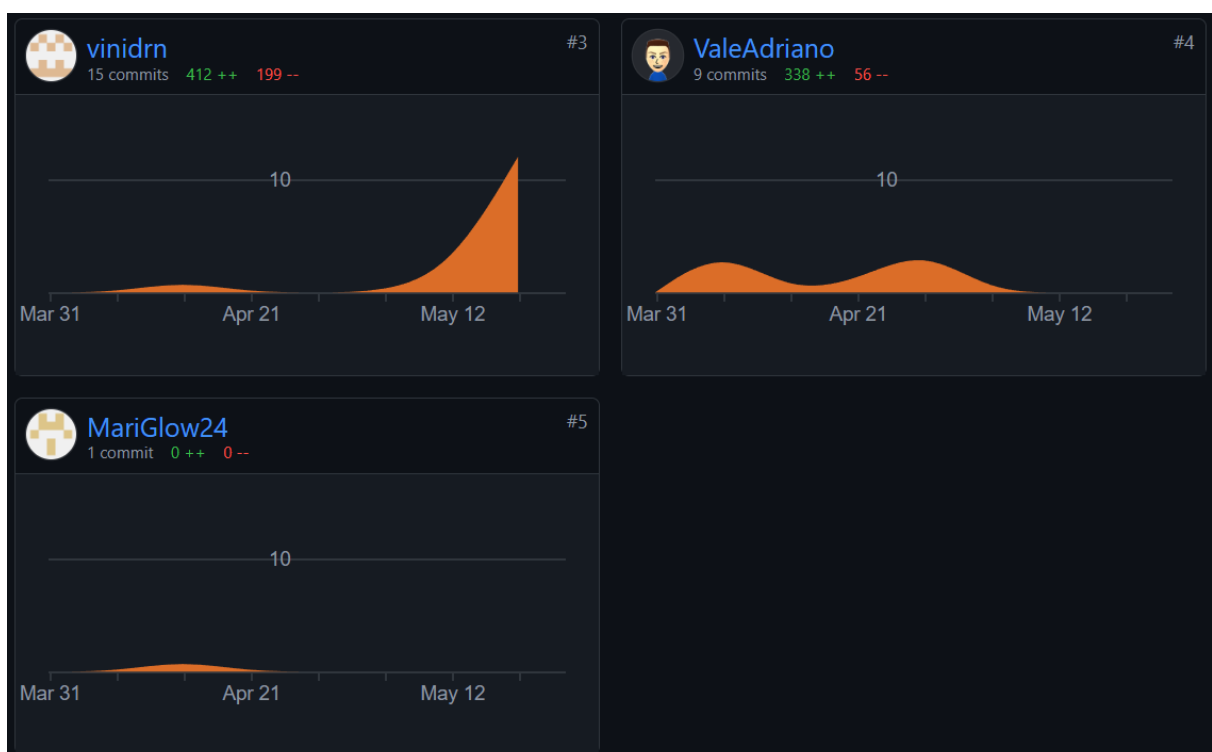 vinidrn
#3
15 commits 412 ++ 199 --
10
Mar 31 Apr 21 May 12
ValeAdriano
#4
9 commits 338 ++ 56 --
10
Mar 31 Apr 21 May 12
MariGlow24
#5
1 commit 0 ++ 0 --
10
Mar 31 Apr 21 May 12